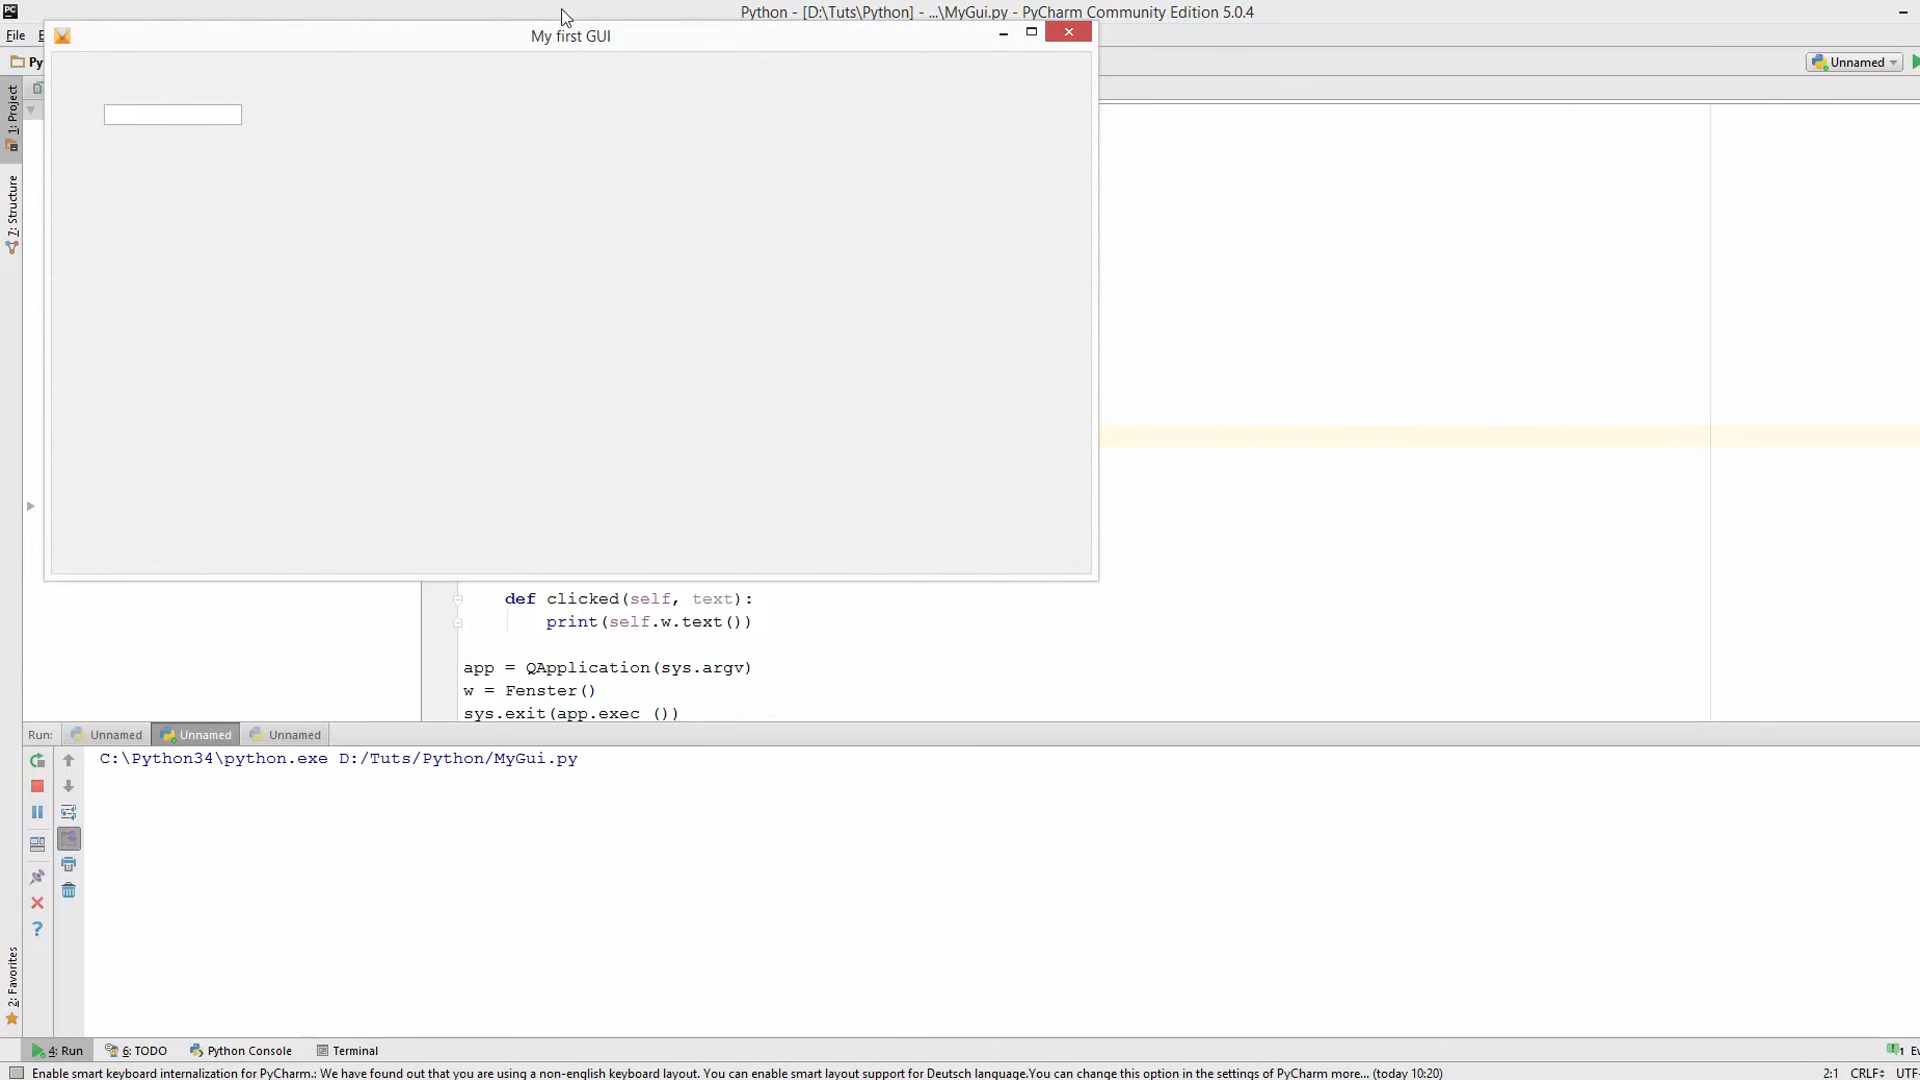 PC
Python - [D:\Tuts\Python] - ...\MyGui.py - PyCharm Community Edition 5.0.4
File
My first GUI
Py
Unnamed
1: Project
7: Structure
def clicked(self, text):
print(self.w.text())
app = QApplication(sys.argv)
w = Fenster()
sys.exit(app.exec_())
Run: Unnamed Unnamed Unnamed
C:\Python34\python.exe D:/Tuts/Python/MyGui.py
2: Favorites
4: Run 6: TODO Python Console Terminal
1 Ev
Enable smart keyboard internalization for PyCharm.: We have found out that you are using a non-english keyboard layout. You can enable smart layout support for Deutsch language.You can change this option in the settings of PyCharm more... (today 10:20)
2:1 CRLF UTF-